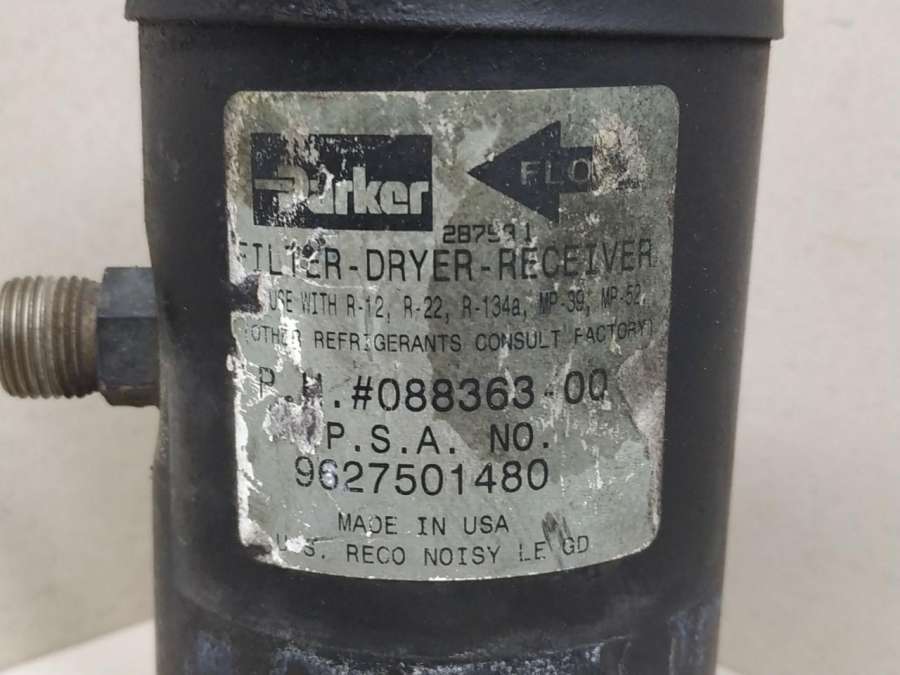 Parker
FLOW
287591
FILTER-DRYER-RECEIVER
USE WITH R-12, R-22, R-134a, MP-39, MP-52,
(OTHER REFRIGERANTS CONSULT FACTORY)
P.H.#088363-00
P.S.A. NO.
9627501480
MADE IN USA
RECO NOISY LE GD